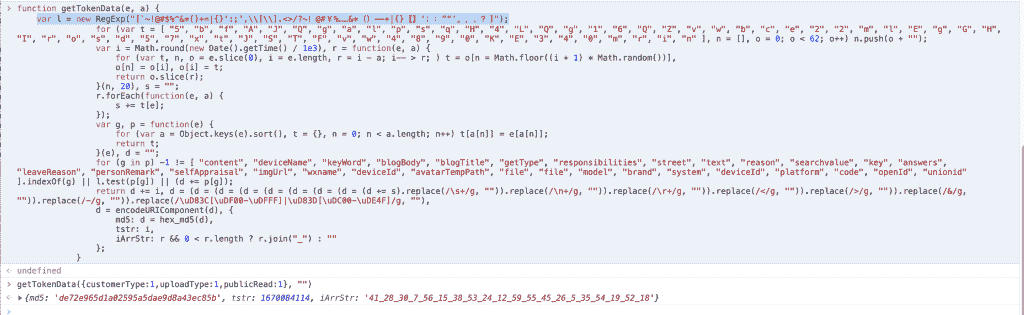 > function getTokenData(e, a) {
var l = new RegExp("[`~!@#$%^&*()+=|{}':;',\\[\\].<>/?~!@#¥%……&*()——+|{}【】';:""'。,、?]");
for (var t = [ "5", "b", "f", "A", "J", "Q", "g", "a", "l", "p", "s", "q", "H", "4", "L", "Q", "g", "1", "6", "Q", "Z", "v", "w", "b", "c", "e", "2", "2", "m", "l", "E", "g", "G", "H",
"I", "r", "o", "s", "d", "5", "7", "x", "t", "J", "S", "T", "F", "v", "w", "4", "8", "9", "0", "K", "E", "3", "4", "0", "m", "r", "i", "n" ], n = [], o = 0; o < 62; o++) n.push(o + "");
var i = Math.round(new Date().getTime() / 1e3), r = function(e, a) {
for (var t, n, o = e.slice(0), i = e.length, r = i - a; i-- > r; ) t = o[n = Math.floor((i + 1) * Math.random())],
o[n] = o[i], o[i] = t;
return o.slice(r);
}(n, 20), s = "";
r.forEach(function(e, a) {
s += t[e];
});
var g, p = function(e) {
for (var a = Object.keys(e).sort(), t = {}, n = 0; n < a.length; n++) t[a[n]] = e[a[n]];
return t;
}(e), d = "";
for (g in p) -1 != [ "content", "deviceName", "keyWord", "blogBody", "blogTitle", "getType", "responsibilities", "street", "text", "reason", "searchvalue", "key", "answers",
"leaveReason", "personRemark", "selfAppraisal", "imgUrl", "wxname", "deviceId", "avatarTempPath", "file", "file", "model", "brand", "system", "deviceId", "platform", "code", "openId", "unionid"
].indexOf(g) || l.test(p[g]) || (d += p[g]);
return d += i, d = (d = (d = (d = (d = (d = (d = (d += s).replace(/\s+/g, "")).replace(/\n+/g, "")).replace(/\r+/g, "")).replace(/</g, "")).replace(/>/g, "")).replace(/&/g,
"")).replace(/-/g, "")).replace(/\uD83C[\uDF00-\uDFFF]|\uD83D[\uDC00-\uDE4F]/g, ""),
d = encodeURIComponent(d), {
md5: d = hex_md5(d),
tstr: i,
iArrStr: r && 0 < r.length ? r.join("_") : ""
};
}
< undefined
> getTokenData({customerType:1,uploadType:1,publicRead:1}, "")
< ▸ {md5: 'de72e965d1a02595a5dae9d8a43ec85b', tstr: 1670084114, iArrStr: '41_28_30_7_56_15_38_53_24_12_59_55_45_26_5_35_54_19_52_18'}
>